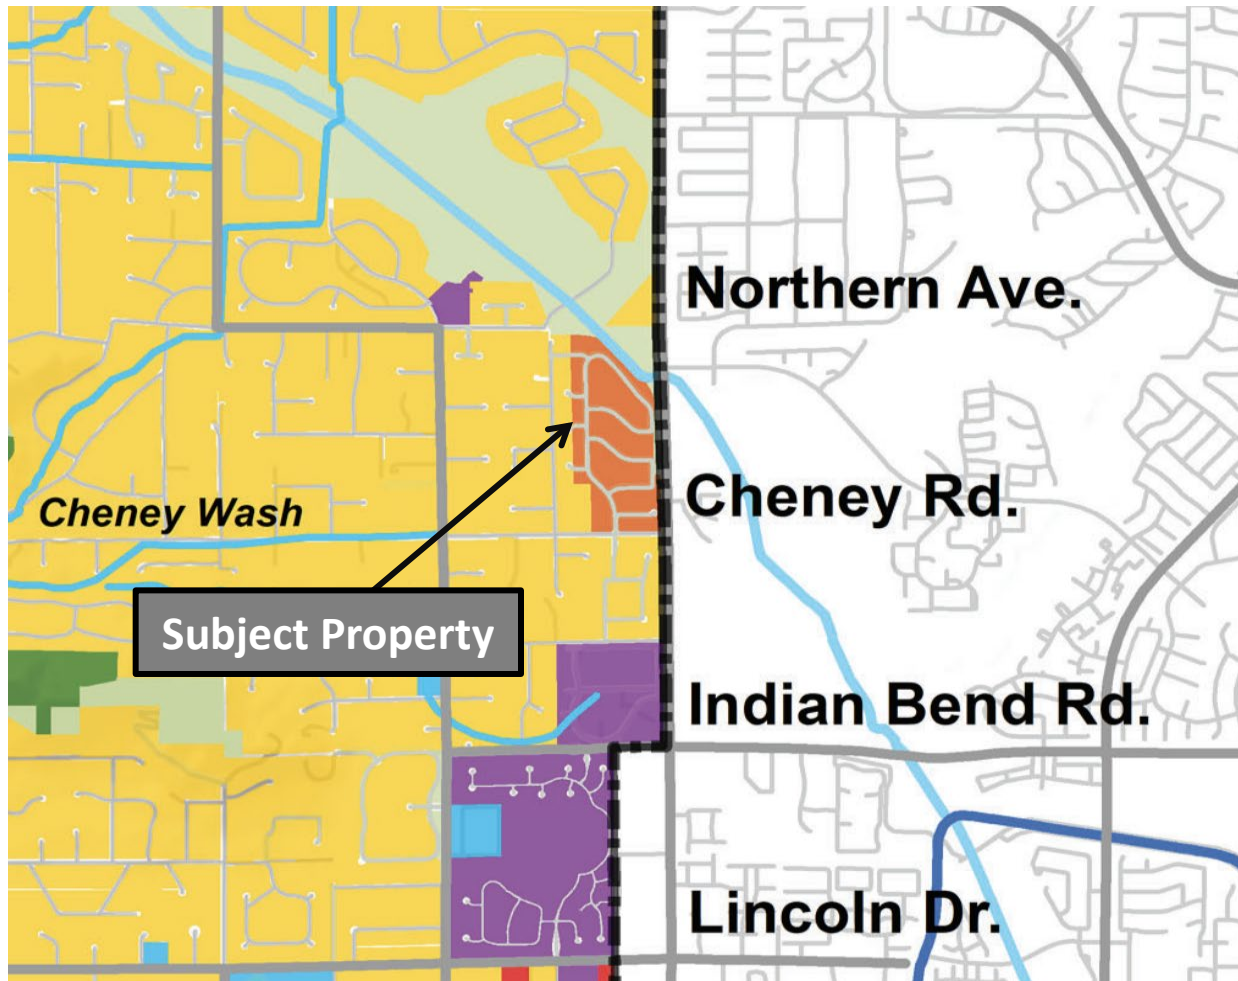 Northern Ave.
Cheney Rd.
Cheney Wash
Subject Property
Indian Bend Rd.
Lincoln Dr.